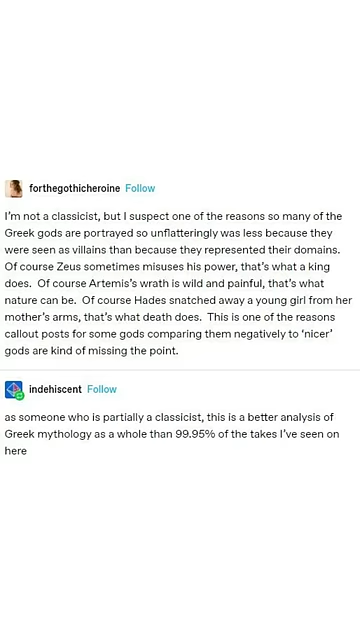 forthegothicheroine Follow
I'm not a classicist, but I suspect one of the reasons so many of the
Greek gods are portrayed so unflatteringly was less because they
were seen as villains than because they represented their domains.
Of course Zeus sometimes misuses his power, that's what a king
does.  Of course Artemis's wrath is wild and painful, that's what
nature can be.  Of course Hades snatched away a young girl from her
mother's arms, that's what death does.  This is one of the reasons
callout posts for some gods comparing them negatively to 'nicer'
gods are kind of missing the point.
indehiscent Follow
as someone who is partially a classicist, this is a better analysis of
Greek mythology as a whole than 99.95% of the takes I've seen on
here